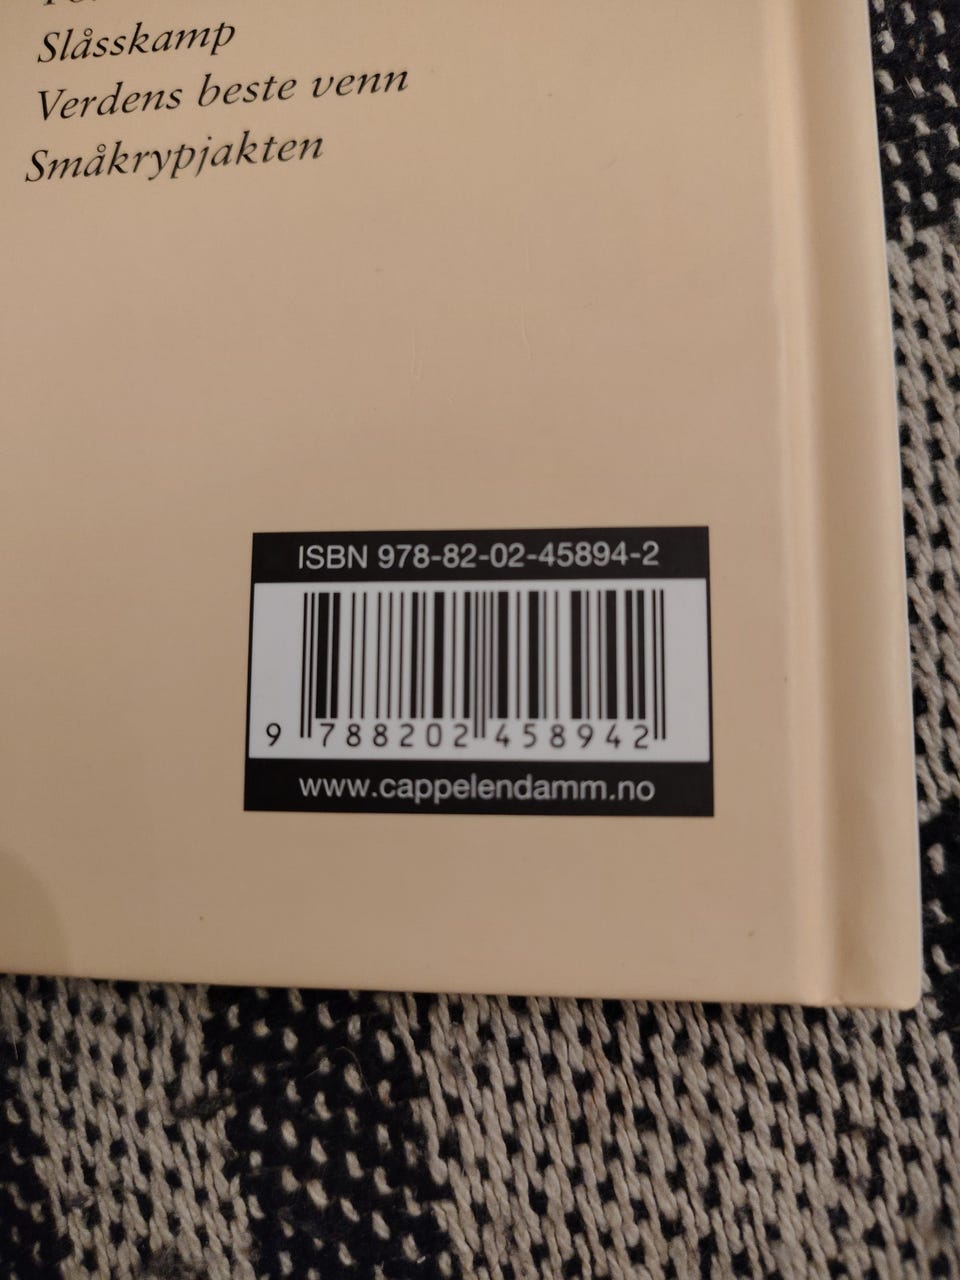 Slåsskamp
Verdens beste venn
Småkrypjakten
ISBN 978-82-02-45894-2
9 788202 458942
www.cappelendamm.no